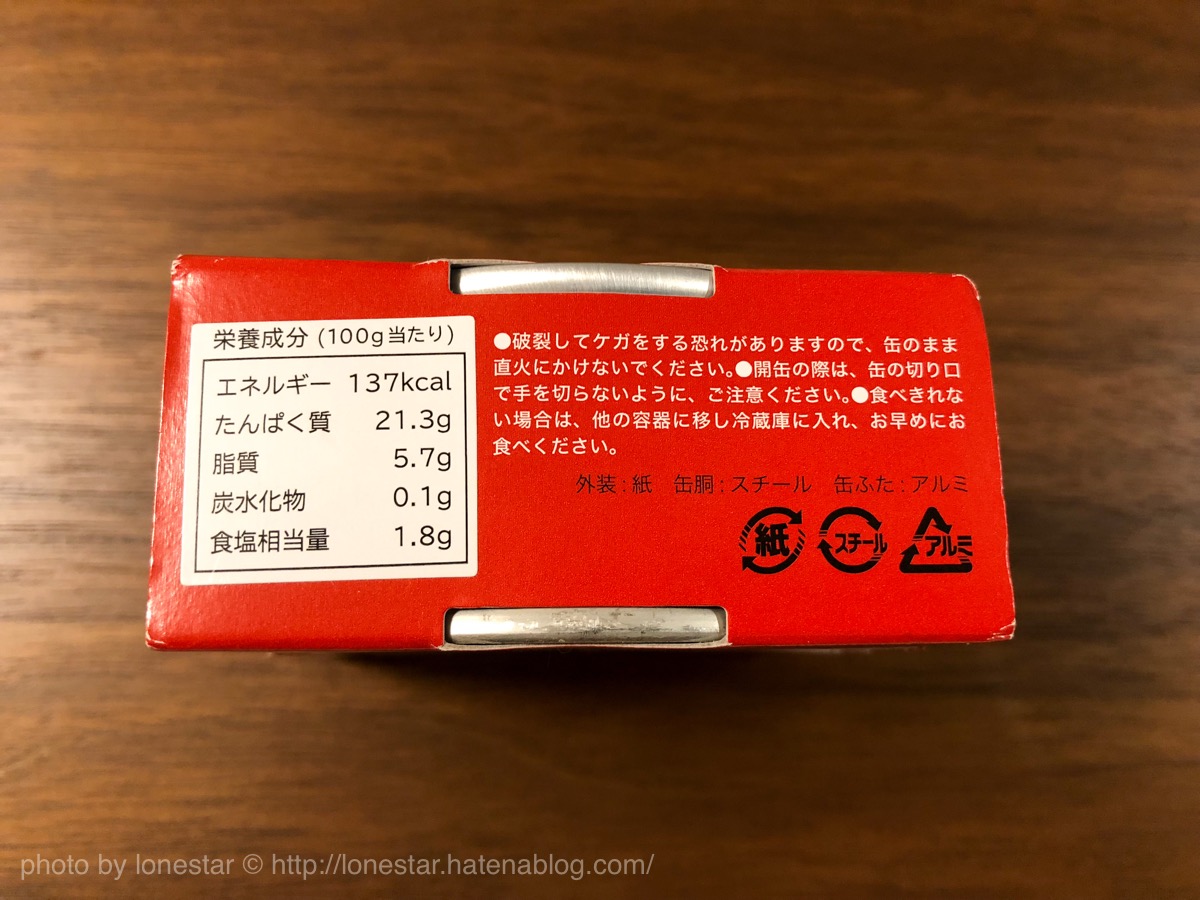 栄養成分 (100g当たり)
エネルギー 137kcal
たんぱく質 21.3g
脂質 5.7g
炭水化物 0.1g
食塩相当量 1.8g
●破裂してケガをする恐れがありますので、缶のまま
直火にかけないでください。●開缶の際は、缶の切り口
で手を切らないように、ご注意ください。●食べきれな
い場合は、他の容器に移し冷蔵庫に入れ、お早めにお
食べください。
外装:紙 缶胴:スチール 缶ふた:アルミ
紙 スチール アルミ
photo by lonestar © http://lonestar.hatenablog.com/